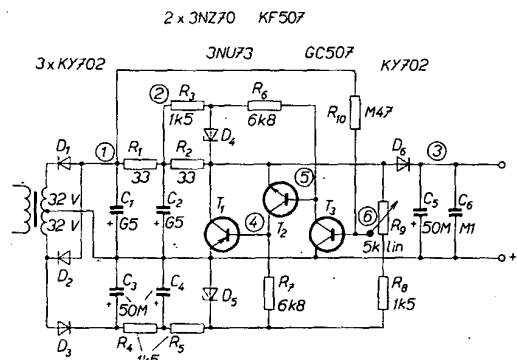 2 x 3NZ70 KF507
3NU73 GC507
3 x KY702 KY702
② R3 R6
1k5 6k8
R10 M47
① R1 R2 D4 D6 ③
D1 33 33
32 V C1 C2 T1 ⑤ T3 ⑥ R9 C5 C6
32 V + G5 + G5 ④ T2 5k lin + 50M M1
D2 +
C3 C4 D5 R7 R8
+ 50M + 6k8 1k5
D3 R4 R5
1k5